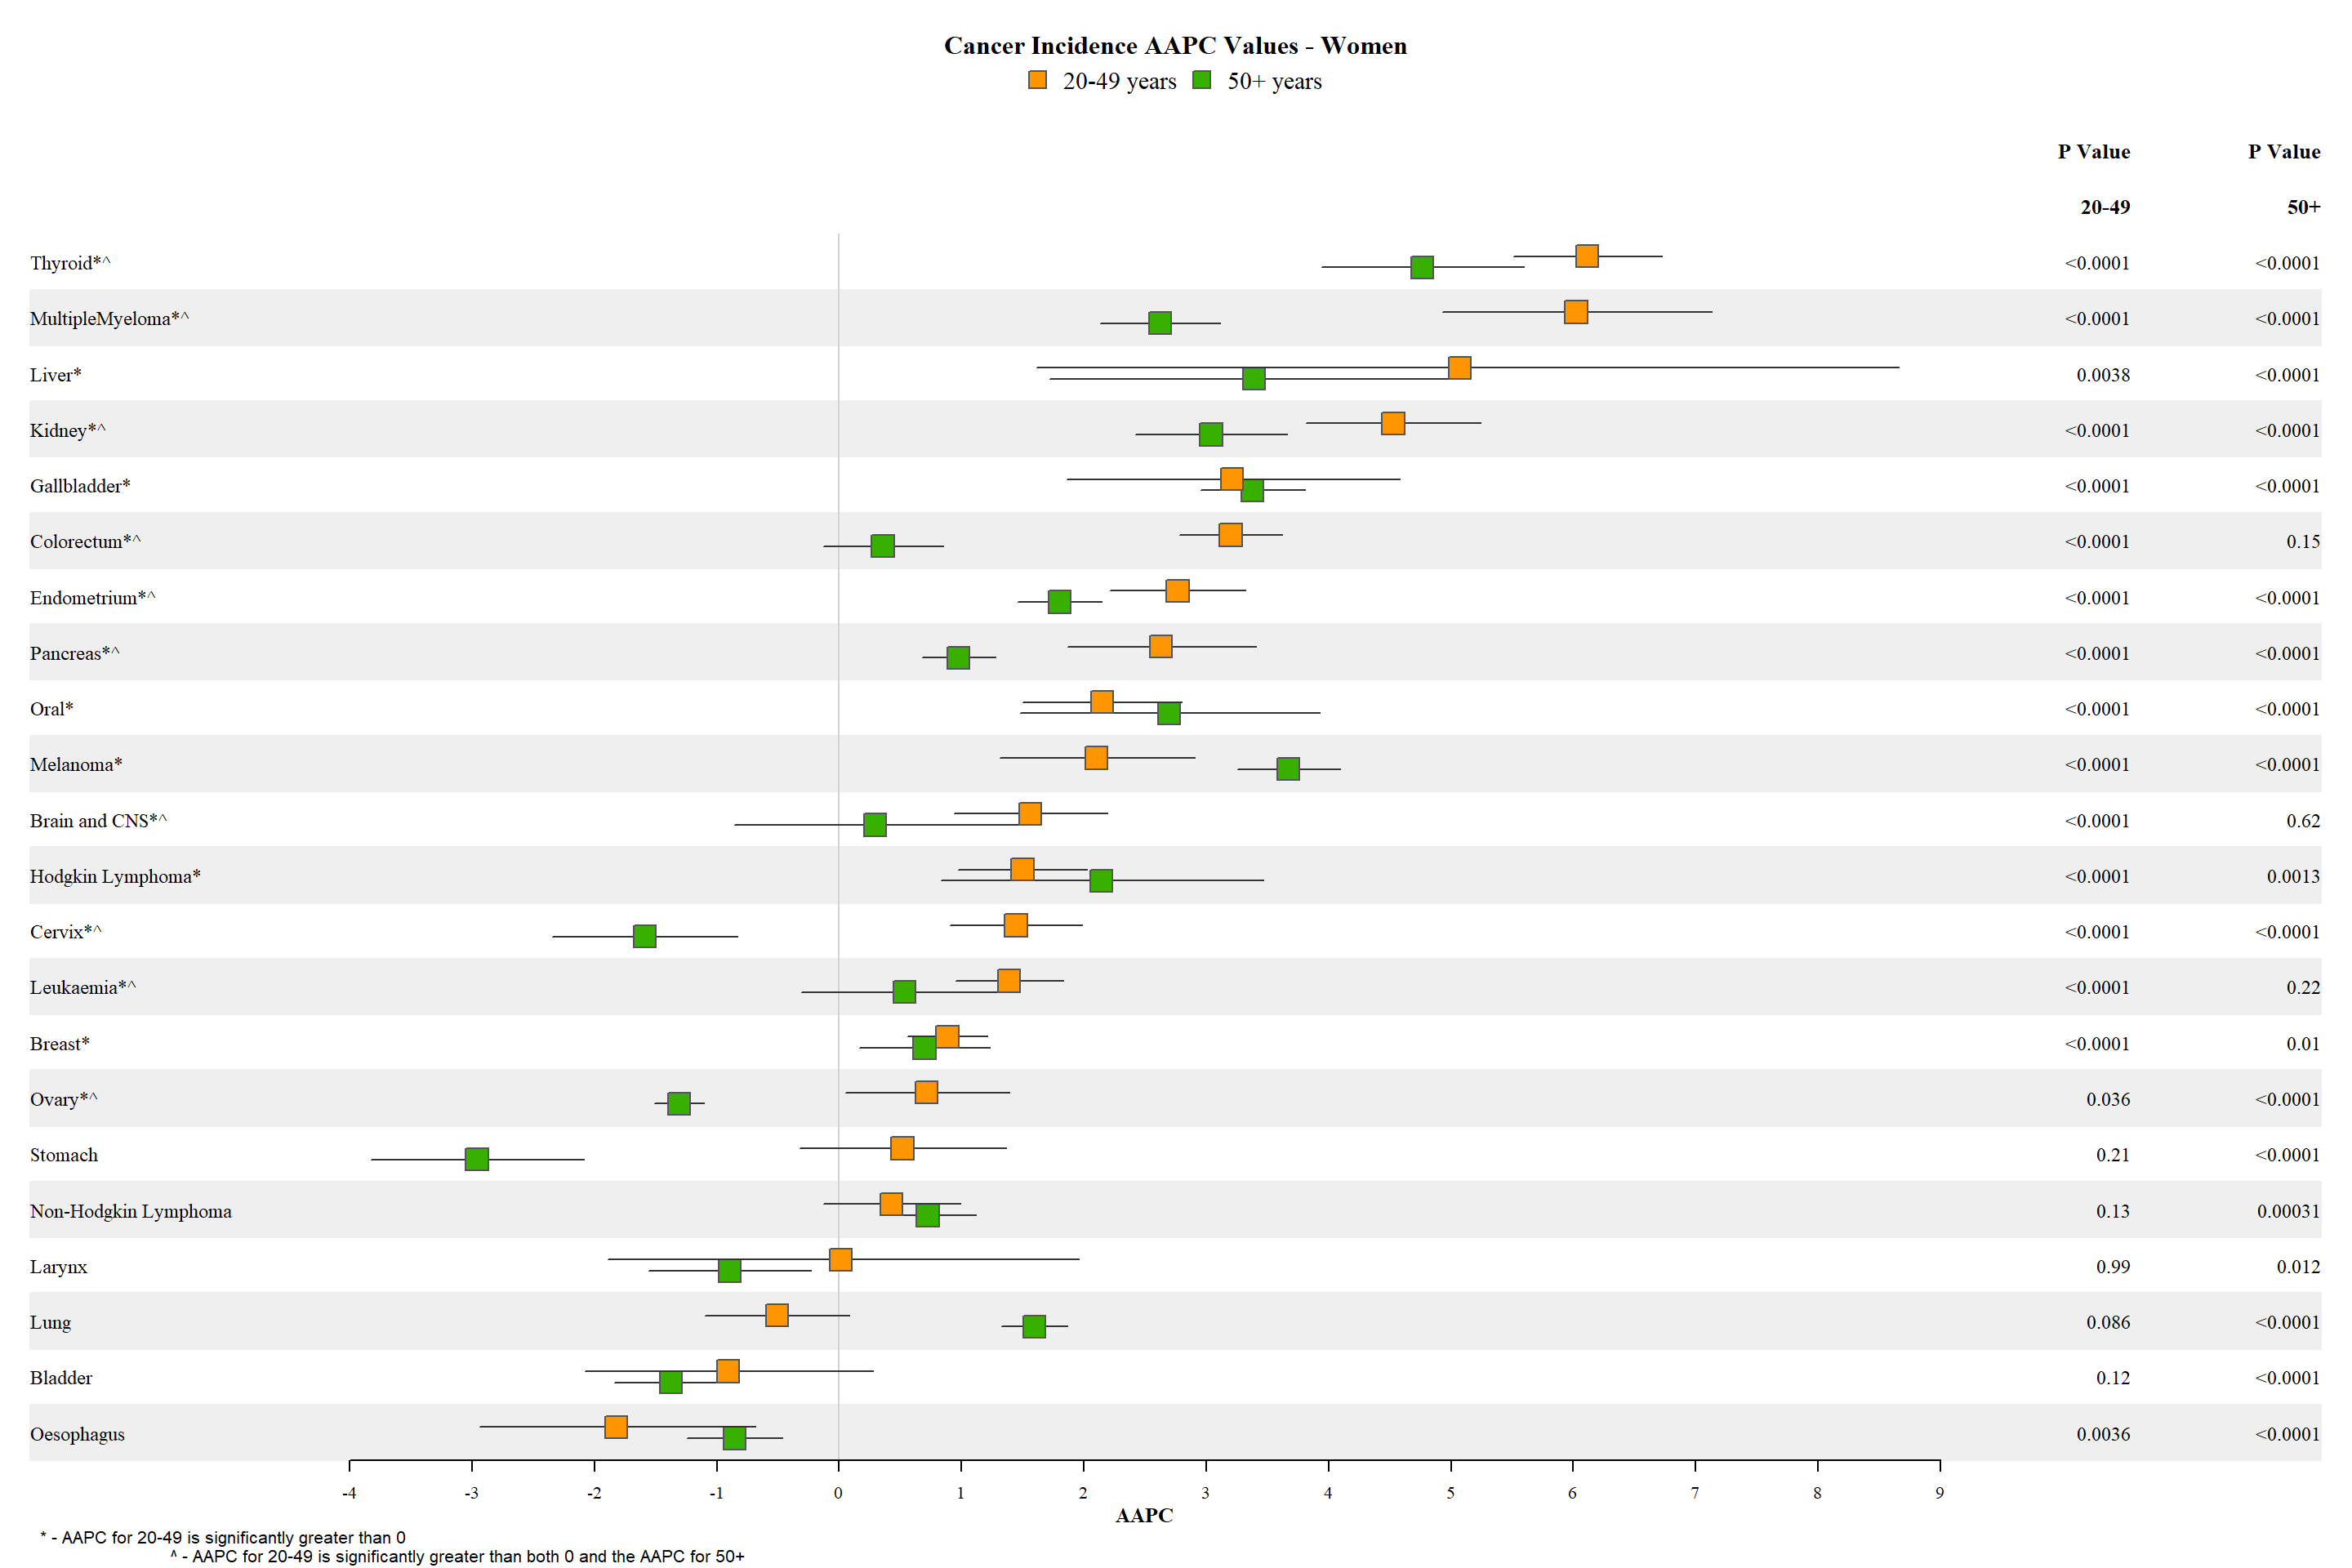 Cancer Incidence AAPC Values - Women
20-49 years 50+ years
P Value P Value
20-49 50+
Thyroid*^ <0.0001 <0.0001
MultipleMyeloma*^ <0.0001 <0.0001
Liver* 0.0038 <0.0001
Kidney*^ <0.0001 <0.0001
Gallbladder* <0.0001 <0.0001
Colorectum*^ <0.0001 0.15
Endometrium*^ <0.0001 <0.0001
Pancreas*^ <0.0001 <0.0001
Oral* <0.0001 <0.0001
Melanoma* <0.0001 <0.0001
Brain and CNS*^ <0.0001 0.62
Hodgkin Lymphoma* <0.0001 0.0013
Cervix*^ <0.0001 <0.0001
Leukaemia*^ <0.0001 0.22
Breast* <0.0001 0.01
Ovary*^ 0.036 <0.0001
Stomach 0.21 <0.0001
Non-Hodgkin Lymphoma 0.13 0.00031
Larynx 0.99 0.012
Lung 0.086 <0.0001
Bladder 0.12 <0.0001
Oesophagus 0.0036 <0.0001
-4 -3 -2 -1 0 1 2 3 4 5 6 7 8 9
AAPC
* - AAPC for 20-49 is significantly greater than 0
^ - AAPC for 20-49 is significantly greater than both 0 and the AAPC for 50+